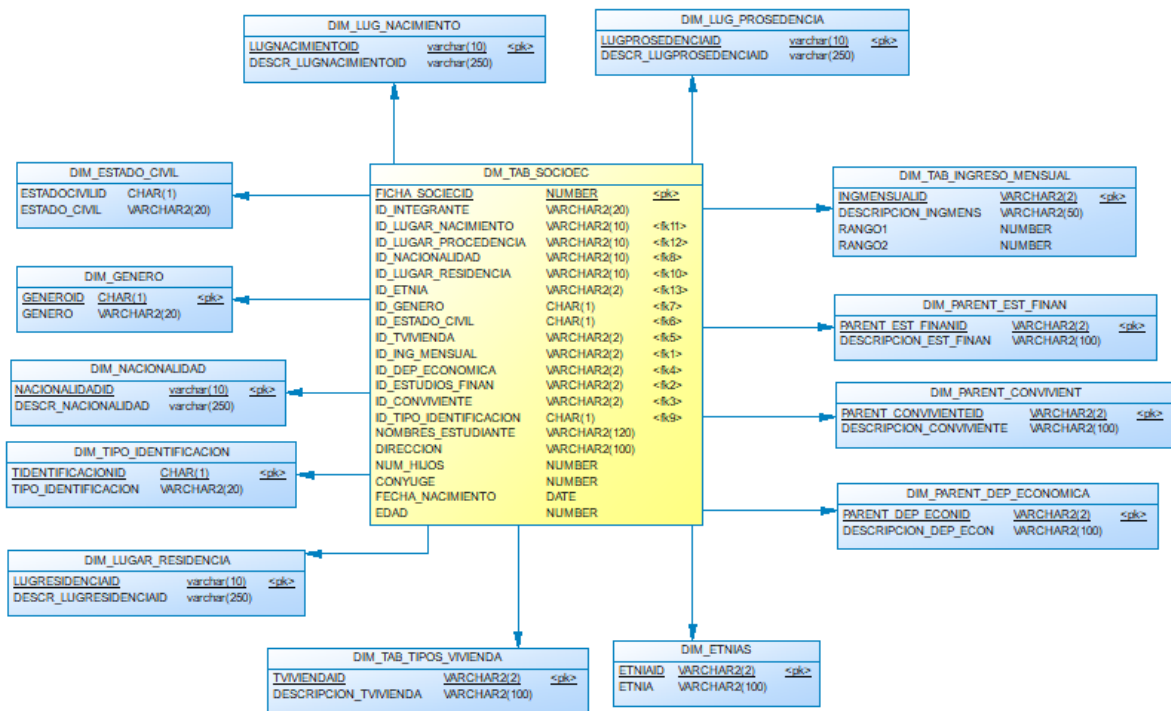 DIM_LUG_NACIMIENTO
LUGNACIMIENTOID varchar(10) <pk>
DESCR_LUGNACIMIENTOID varchar(250)
DIM_LUG_PROSEDENCIA
LUGPROSEDENCIAID varchar(10) <pk>
DESCR_LUGPROSEDENCIAID varchar(250)
DIM_ESTADO_CIVIL
ESTADOCIVILID CHAR(1)
ESTADO_CIVIL VARCHAR2(20)
DIM_GENERO
GENEROID CHAR(1) <pk>
GENERO VARCHAR2(20)
DIM_NACIONALIDAD
NACIONALIDADID varchar(10) <pk>
DESCR_NACIONALIDAD varchar(250)
DIM_TIPO_IDENTIFICACION
TIDENTIFICACIONID CHAR(1) <pk>
TIPO_IDENTIFICACION VARCHAR2(20)
DIM_LUGAR_RESIDENCIA
LUGRESIDENCIAID varchar(10) <pk>
DESCR_LUGRESIDENCIAID varchar(250)
DM_TAB_SOCIOEC
FICHA_SOCIECID NUMBER <pk>
ID_INTEGRANTE VARCHAR2(20)
ID_LUGAR_NACIMIENTO VARCHAR2(10) <fk11>
ID_LUGAR_PROCEDENCIA VARCHAR2(10) <fk12>
ID_NACIONALIDAD VARCHAR2(10) <fk8>
ID_LUGAR_RESIDENCIA VARCHAR2(10) <fk10>
ID_ETNIA VARCHAR2(2) <fk13>
ID_GENERO CHAR(1) <fk7>
ID_ESTADO_CIVIL CHAR(1) <fk6>
ID_TVIVIENDA VARCHAR2(2) <fk5>
ID_ING_MENSUAL VARCHAR2(2) <fk1>
ID_DEP_ECONOMICA VARCHAR2(2) <fk4>
ID_ESTUDIOS_FINAN VARCHAR2(2) <fk2>
ID_CONVIVIENTE VARCHAR2(2) <fk3>
ID_TIPO_IDENTIFICACION CHAR(1) <fk9>
NOMBRES_ESTUDIANTE VARCHAR2(120)
DIRECCION VARCHAR2(100)
NUM_HIJOS NUMBER
CONYUGE NUMBER
FECHA_NACIMIENTO DATE
EDAD NUMBER
DIM_TAB_INGRESO_MENSUAL
INGMENSUALID VARCHAR2(2) <pk>
DESCRIPCION_INGMENS VARCHAR2(50)
RANGO1 NUMBER
RANGO2 NUMBER
DIM_PARENT_EST_FINAN
PARENT_EST_FINANID VARCHAR2(2) <pk>
DESCRIPCION_EST_FINAN VARCHAR2(100)
DIM_PARENT_CONVIVIENT
PARENT_CONVIVIENTEID VARCHAR2(2) <pk>
DESCRIPCION_CONVIVIENTE VARCHAR2(100)
DIM_PARENT_DEP_ECONOMICA
PARENT_DEP_ECONID VARCHAR2(2) <pk>
DESCRIPCION_DEP_ECON VARCHAR2(100)
DIM_TAB_TIPOS_VIVIENDA
TVIVIENDAID VARCHAR2(2) <pk>
DESCRIPCION_TVIVIENDA VARCHAR2(100)
DIM_ETNIAS
ETNIAID VARCHAR2(2) <pk>
ETNIA VARCHAR2(100)